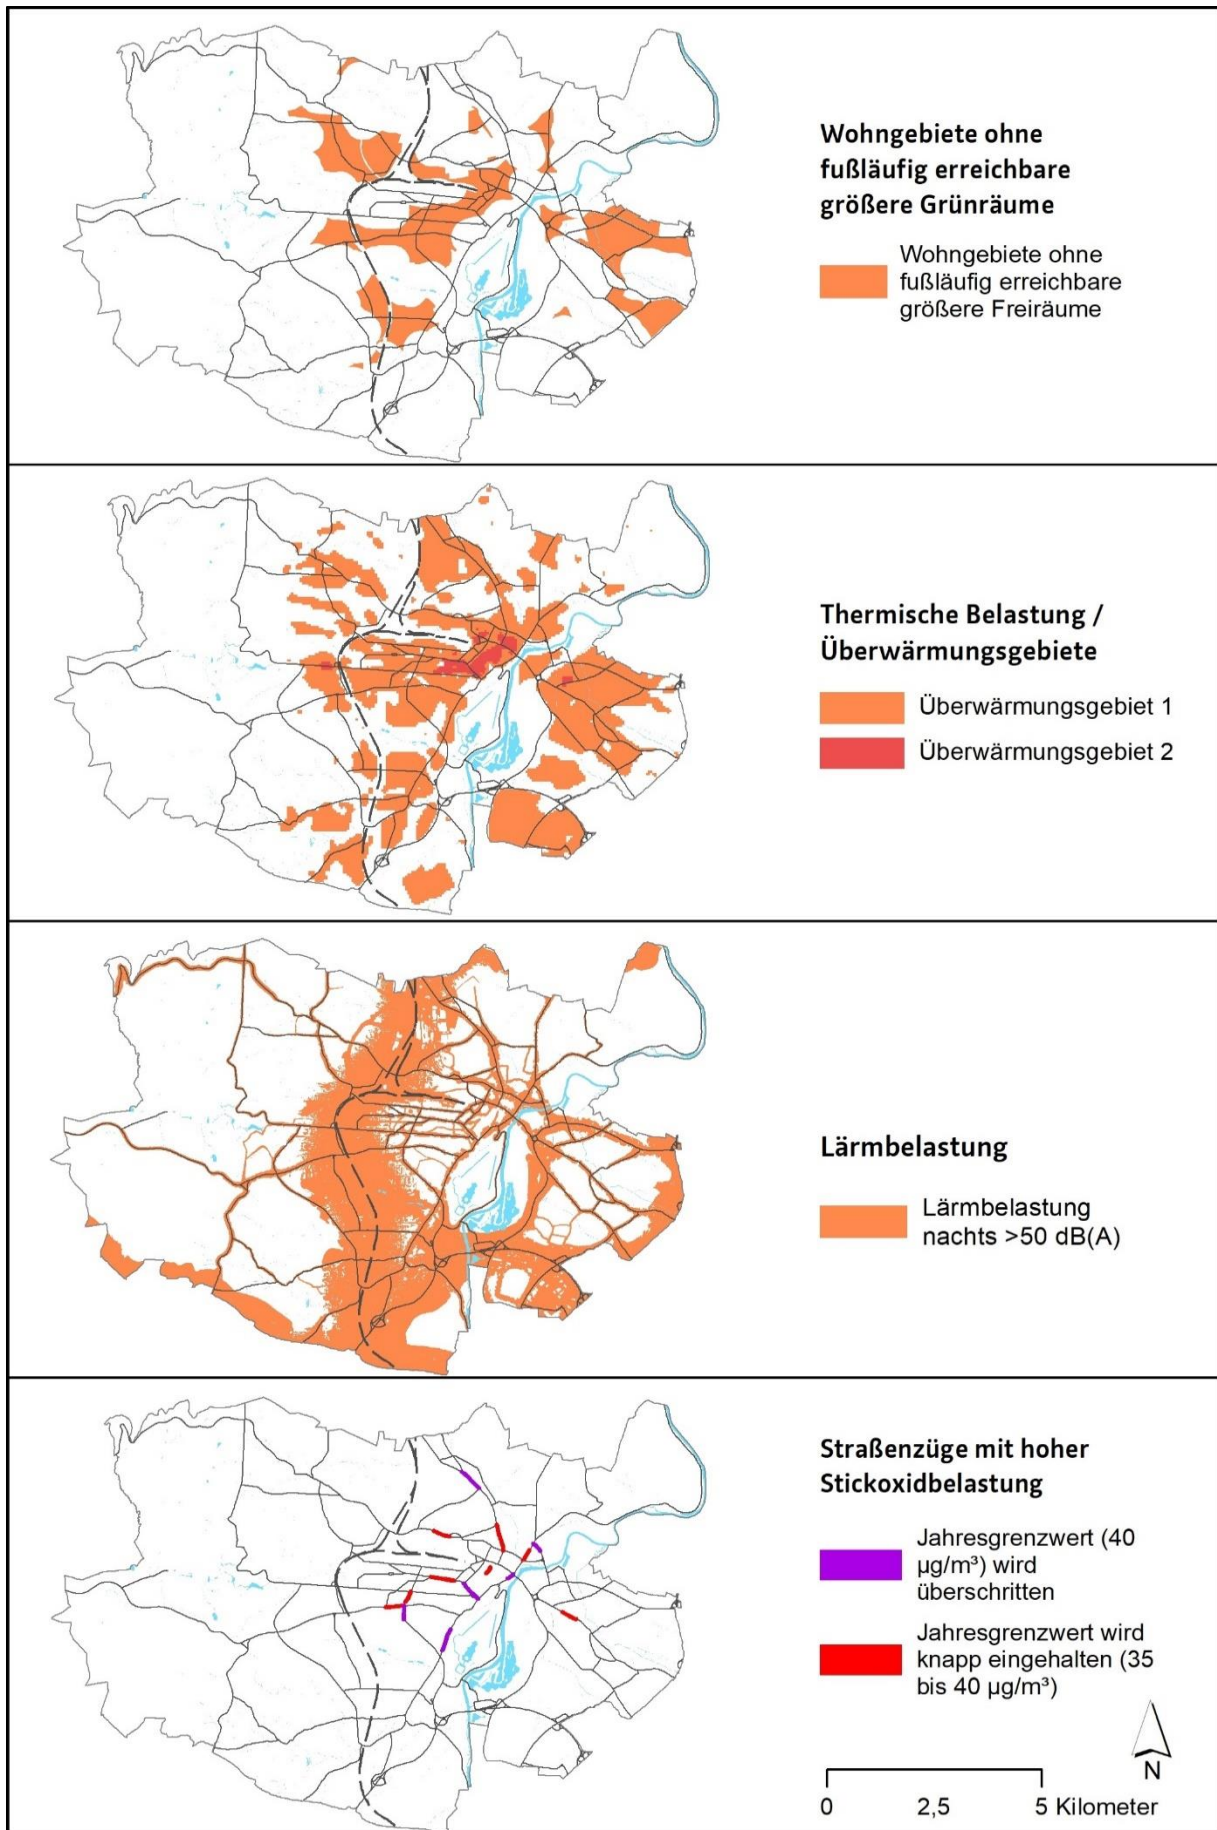 Wohngebiete ohne
fußläufig erreichbare
größere Grünräume
Wohngebiete ohne
fußläufig erreichbare
größere Freiräume
Thermische Belastung /
Überwärmungsgebiete
Überwärmungsgebiet 1
Überwärmungsgebiet 2
Lärmbelastung
Lärmbelastung
nachts >50 dB(A)
Straßenzüge mit hoher
Stickoxidbelastung
Jahresgrenzwert (40
µg/m³) wird
überschritten
Jahresgrenzwert wird
knapp eingehalten (35
bis 40 µg/m³)
N
0 2,5 5 Kilometer